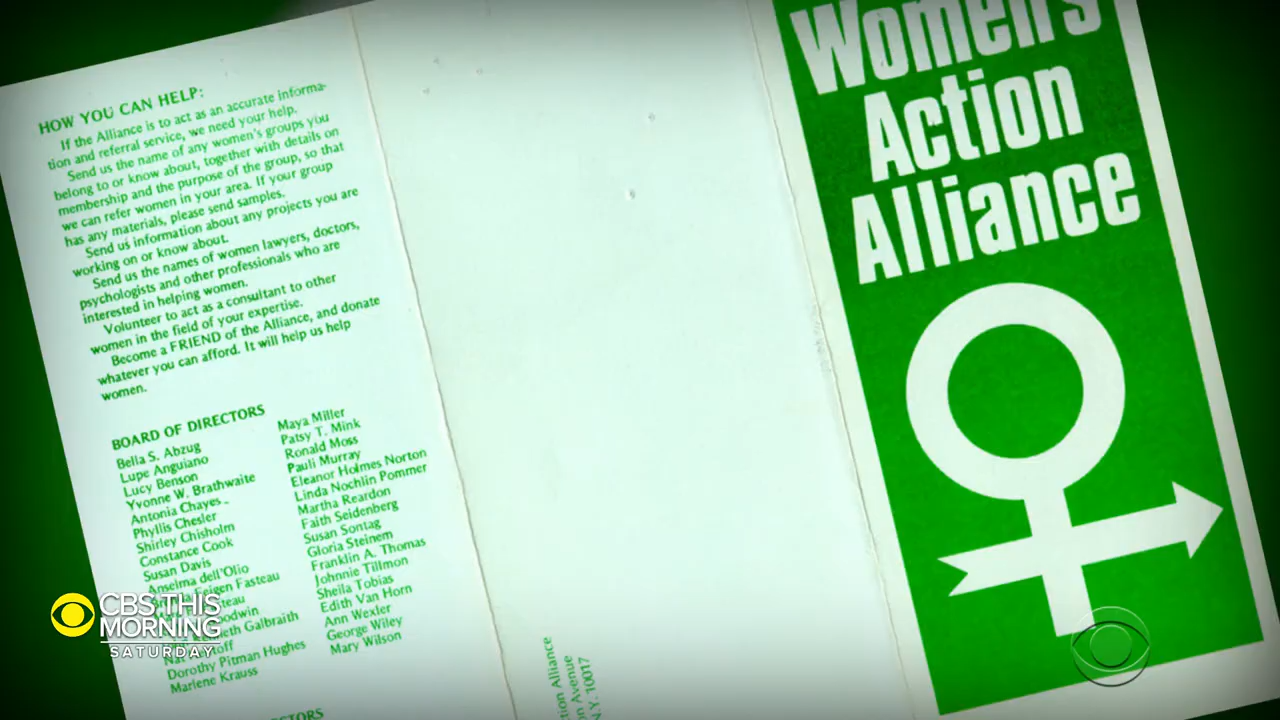 HOW YOU CAN HELP:
If the Alliance is to act as an accurate informa-
tion and referral service, we need your help.
Send us the name of any women's groups you
belong to or know about, together with details on
membership and the purpose of the group, so that
we can refer women in your area. If your group
has any materials, please send samples.
Send us information about any projects you are
working on or know about.
Send us the names of women lawyers, doctors,
psychologists and other professionals who are
interested in helping women.
Volunteer to act as a consultant to other
women in the field of your expertise.
Become a FRIEND of the Alliance, and donate
whatever you can afford. It will help us help
women.
BOARD OF DIRECTORS
Bella S. Abzug
Lupe Anguiano
Lucy Benson
Yvonne W. Brathwaite
Antonia Chayes
Phyllis Chesler
Shirley Chisholm
Constance Cook
Susan Davis
Anselma dell'Olio
Feigen Fasteau
Galbraith
Dorothy Pitman Hughes
Marlene Krauss
Maya Miller
Patsy T. Mink
Ronald Moss
Pauli Murray
Eleanor Holmes Norton
Linda Nochlin Pommer
Martha Reardon
Faith Seidenberg
Susan Sontag
Gloria Steinem
Franklin A. Thomas
Johnnie Tillmon
Sheila Tobias
Edith Van Horn
Ann Wexler
George Wiley
Mary Wilson
Alliance
Avenue
N.Y. 10017
Women's
Action
Alliance
CBS THIS
MORNING
SATURDAY